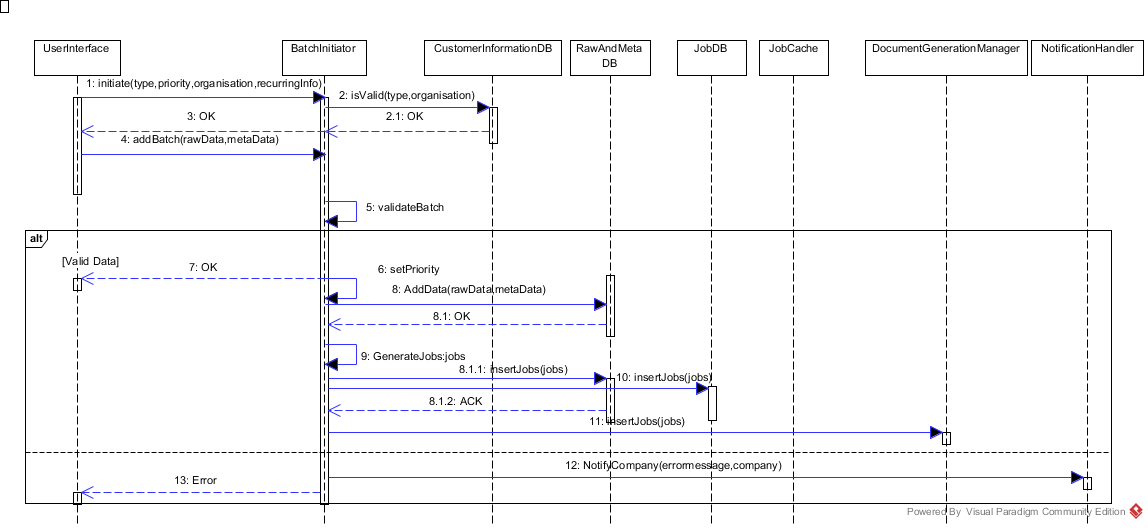 UserInterface
BatchInitiator
CustomerInformationDB
RawAndMeta
DB
JobDB
JobCache
DocumentGenerationManager
NotificationHandler
1: initiate(type,priority,organisation,recurringInfo)
2: isValid(type,organisation)
3: OK
2.1: OK
4: addBatch(rawData,metaData)
5: validateBatch
alt
[Valid Data]
7: OK
6: setPriority
8: AddData(rawData,metaData)
8.1: OK
9: GenerateJobs:jobs
8.1.1: insertJobs(jobs)
10: insertJobs(jobs)
8.1.2: ACK
11: insertJobs(jobs)
12: NotifyCompany(errormessage,company)
13: Error
Powered By Visual Paradigm Community Edition